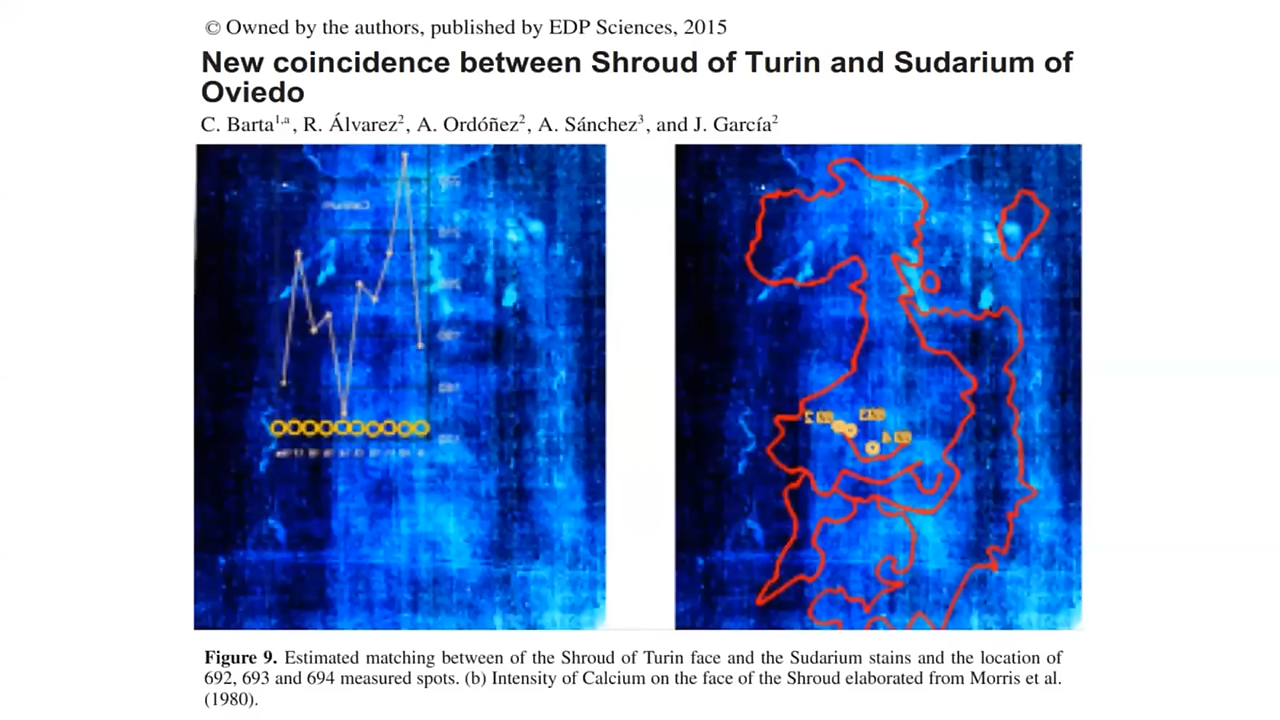 © Owned by the authors, published by EDP Sciences, 2015
New coincidence between Shroud of Turin and Sudarium of
Oviedo
C. Barta¹,ᵃ, R. Álvarez², A. Ordóñez², A. Sánchez³, and J. García²
Figure 9. Estimated matching between of the Shroud of Turin face and the Sudarium stains and the location of
692, 693 and 694 measured spots. (b) Intensity of Calcium on the face of the Shroud elaborated from Morris et al.
(1980).